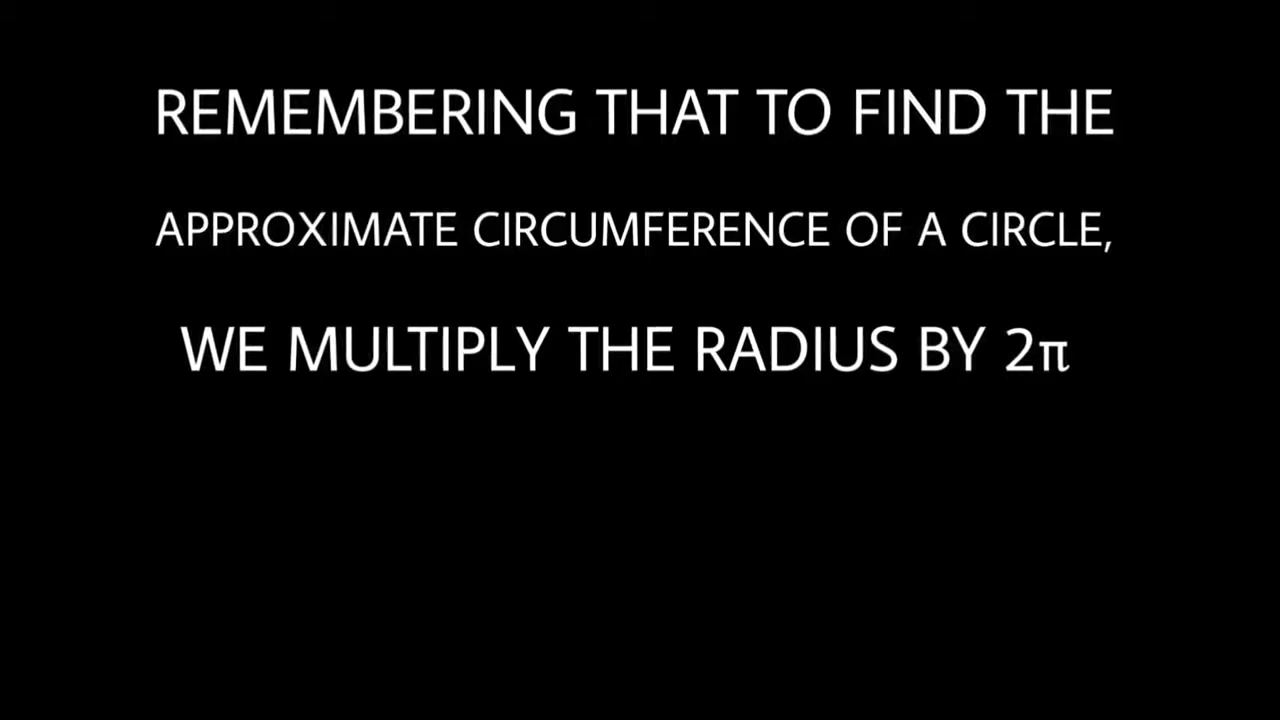 REMEMBERING THAT TO FIND THE
APPROXIMATE CIRCUMFERENCE OF A CIRCLE,
WE MULTIPLY THE RADIUS BY 2π